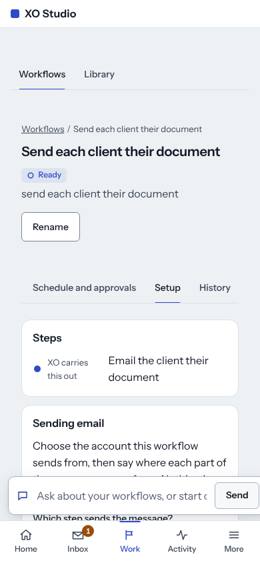 XO Studio
Workflows Library
Workflows / Send each client their document
Send each client their document
Ready
send each client their document
Rename
Schedule and approvals Setup History
Steps
XO carries this out
Email the client their document
Sending email
Choose the account this workflow
sends from, then say where each part of
Ask about your workflows, or start c
Send
Which step sends the message?
1
Home Inbox Work Activity More